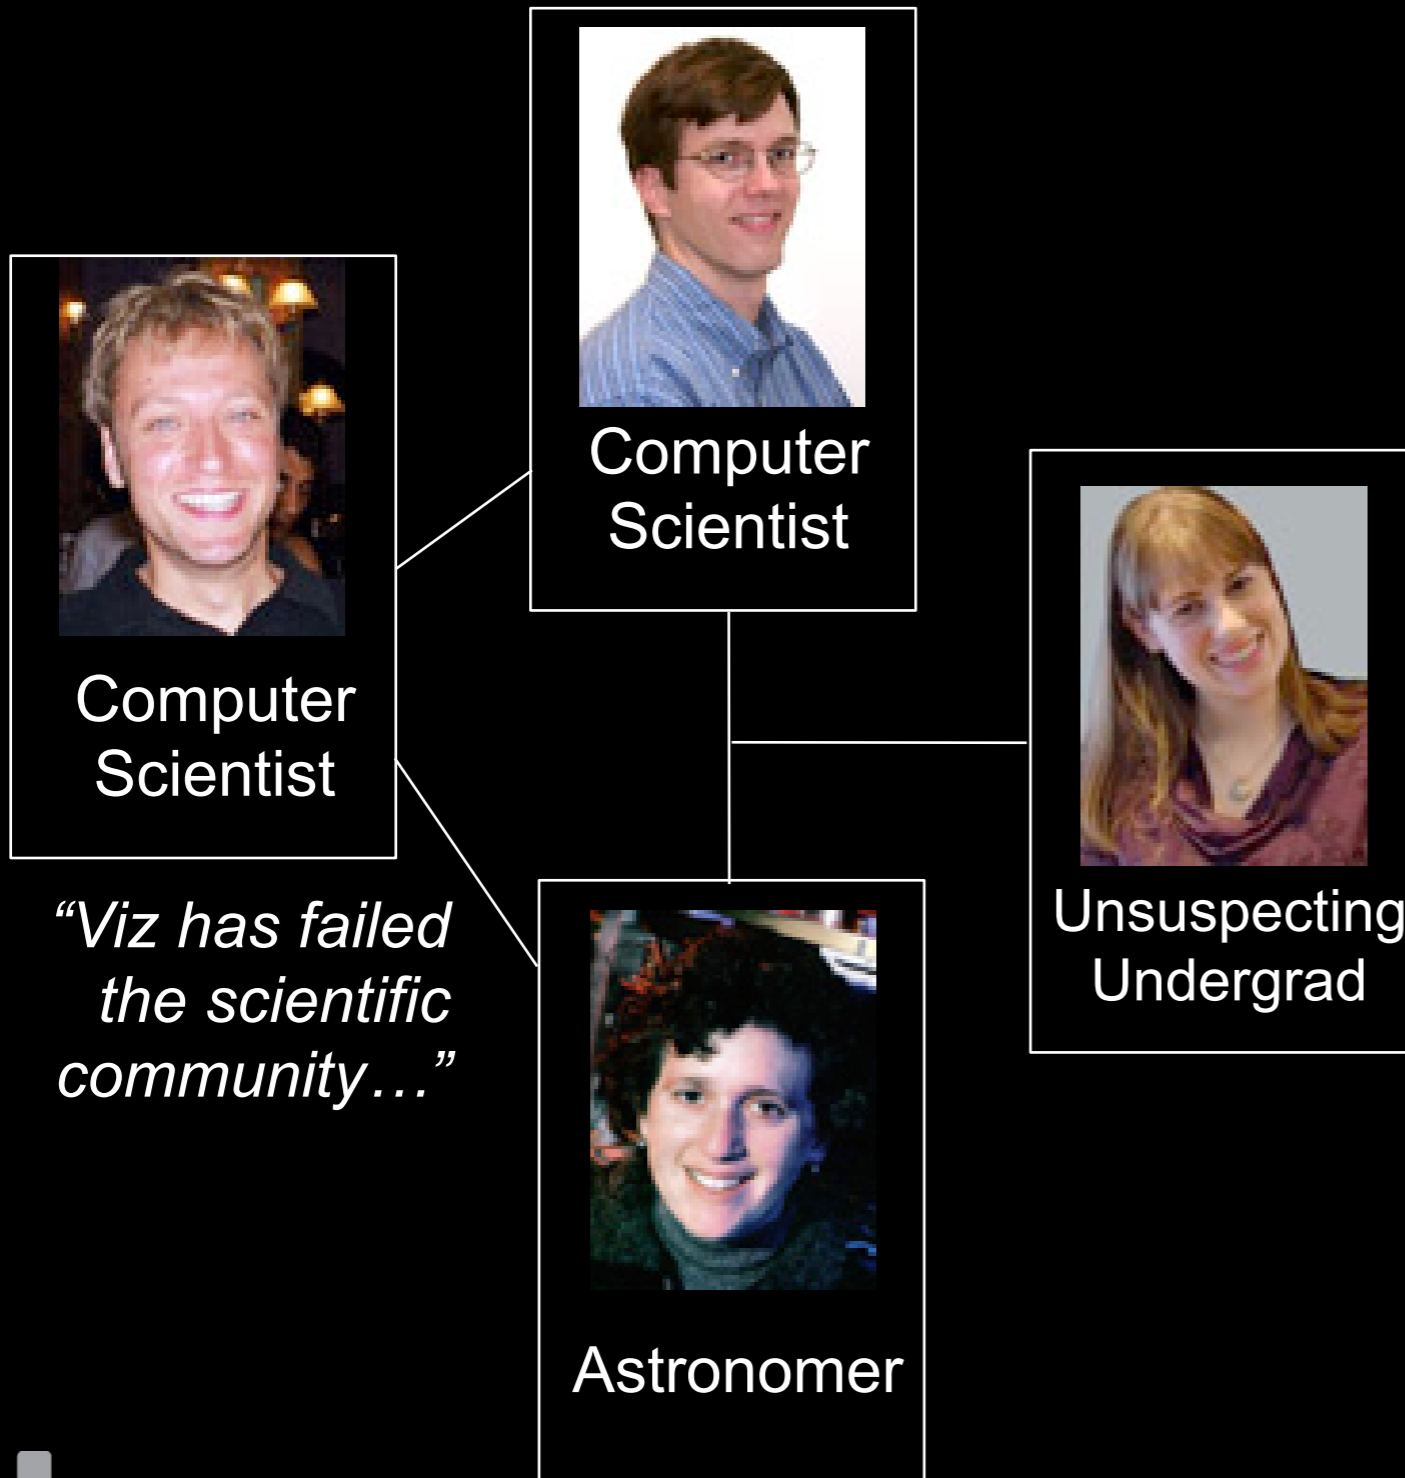 Computer
Scientist
Computer
Scientist
“Viz has failed
the scientific
community…”
Unsuspecting
Undergrad
Astronomer